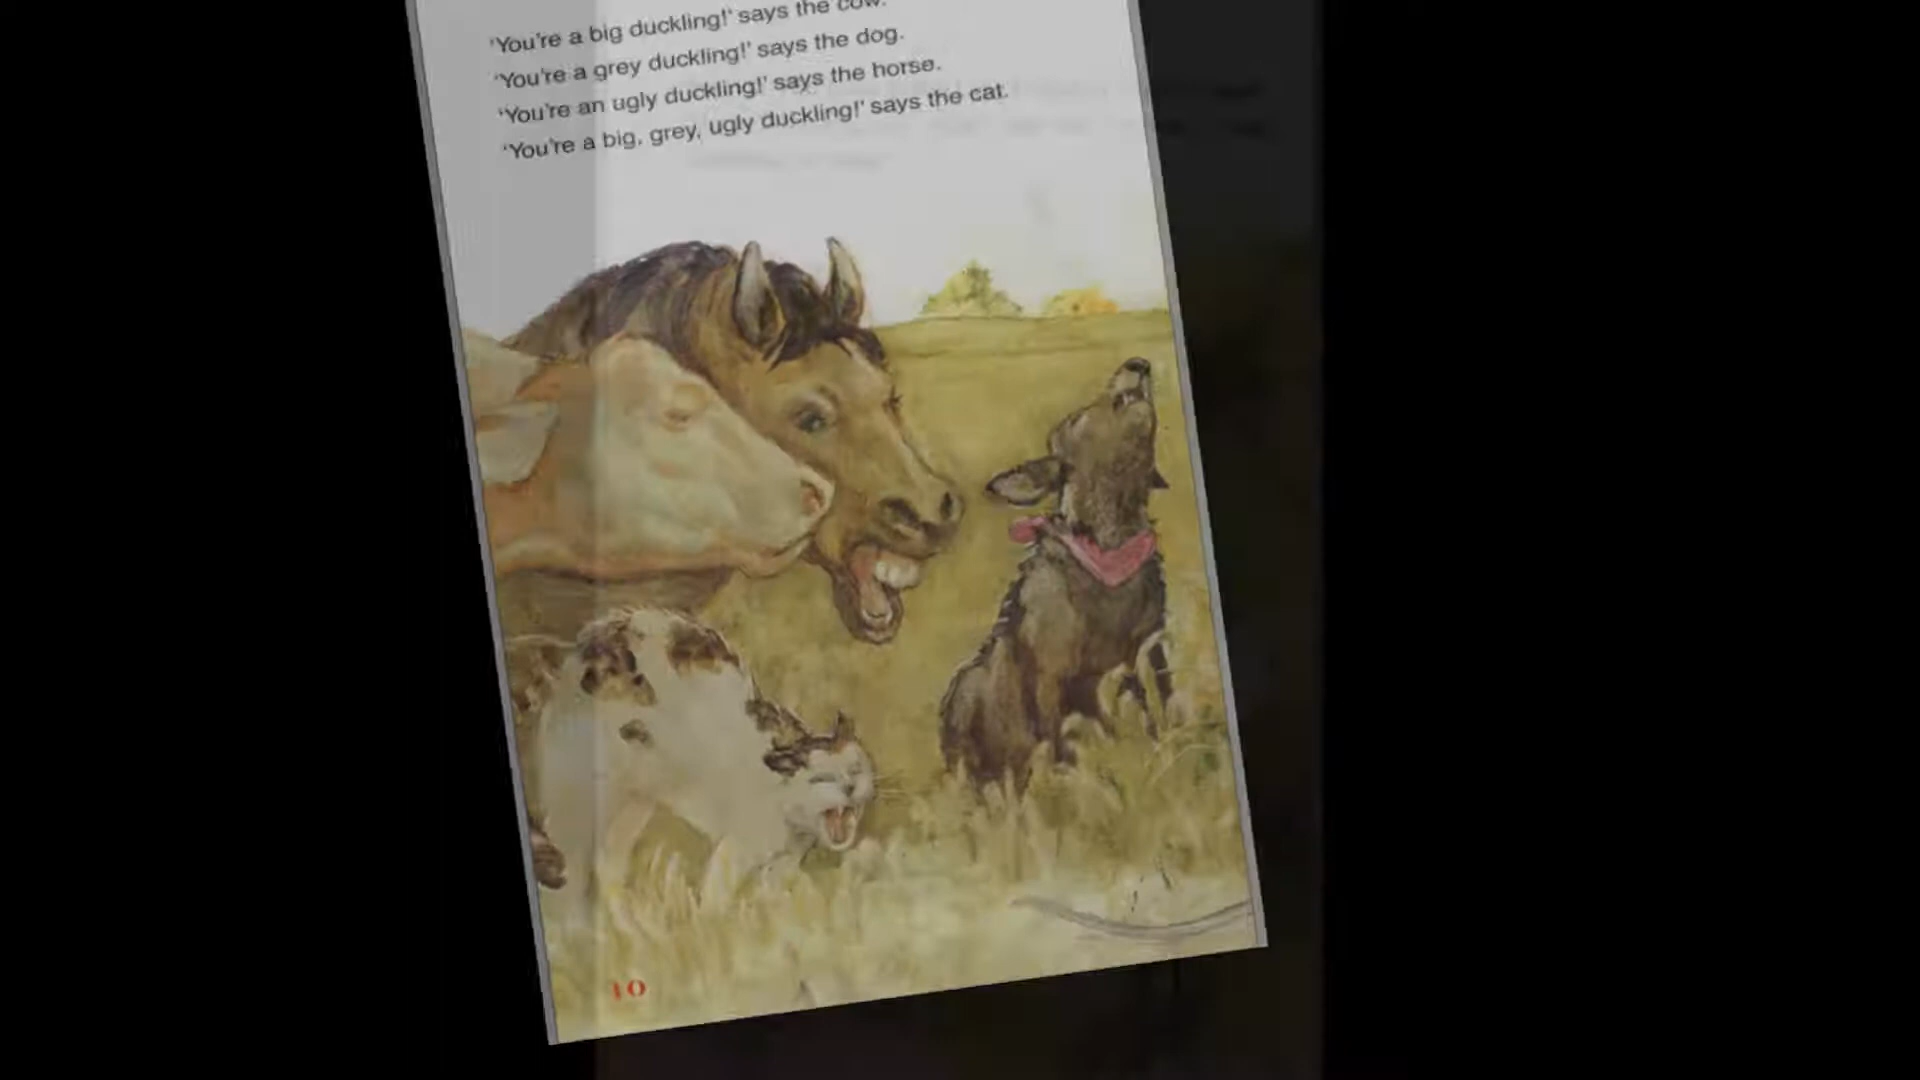 'You're a big duckling!' says the cow.
'You're a grey duckling!' says the dog.
'You're an ugly duckling!' says the horse.
'You're a big, grey, ugly duckling!' says the cat.
10